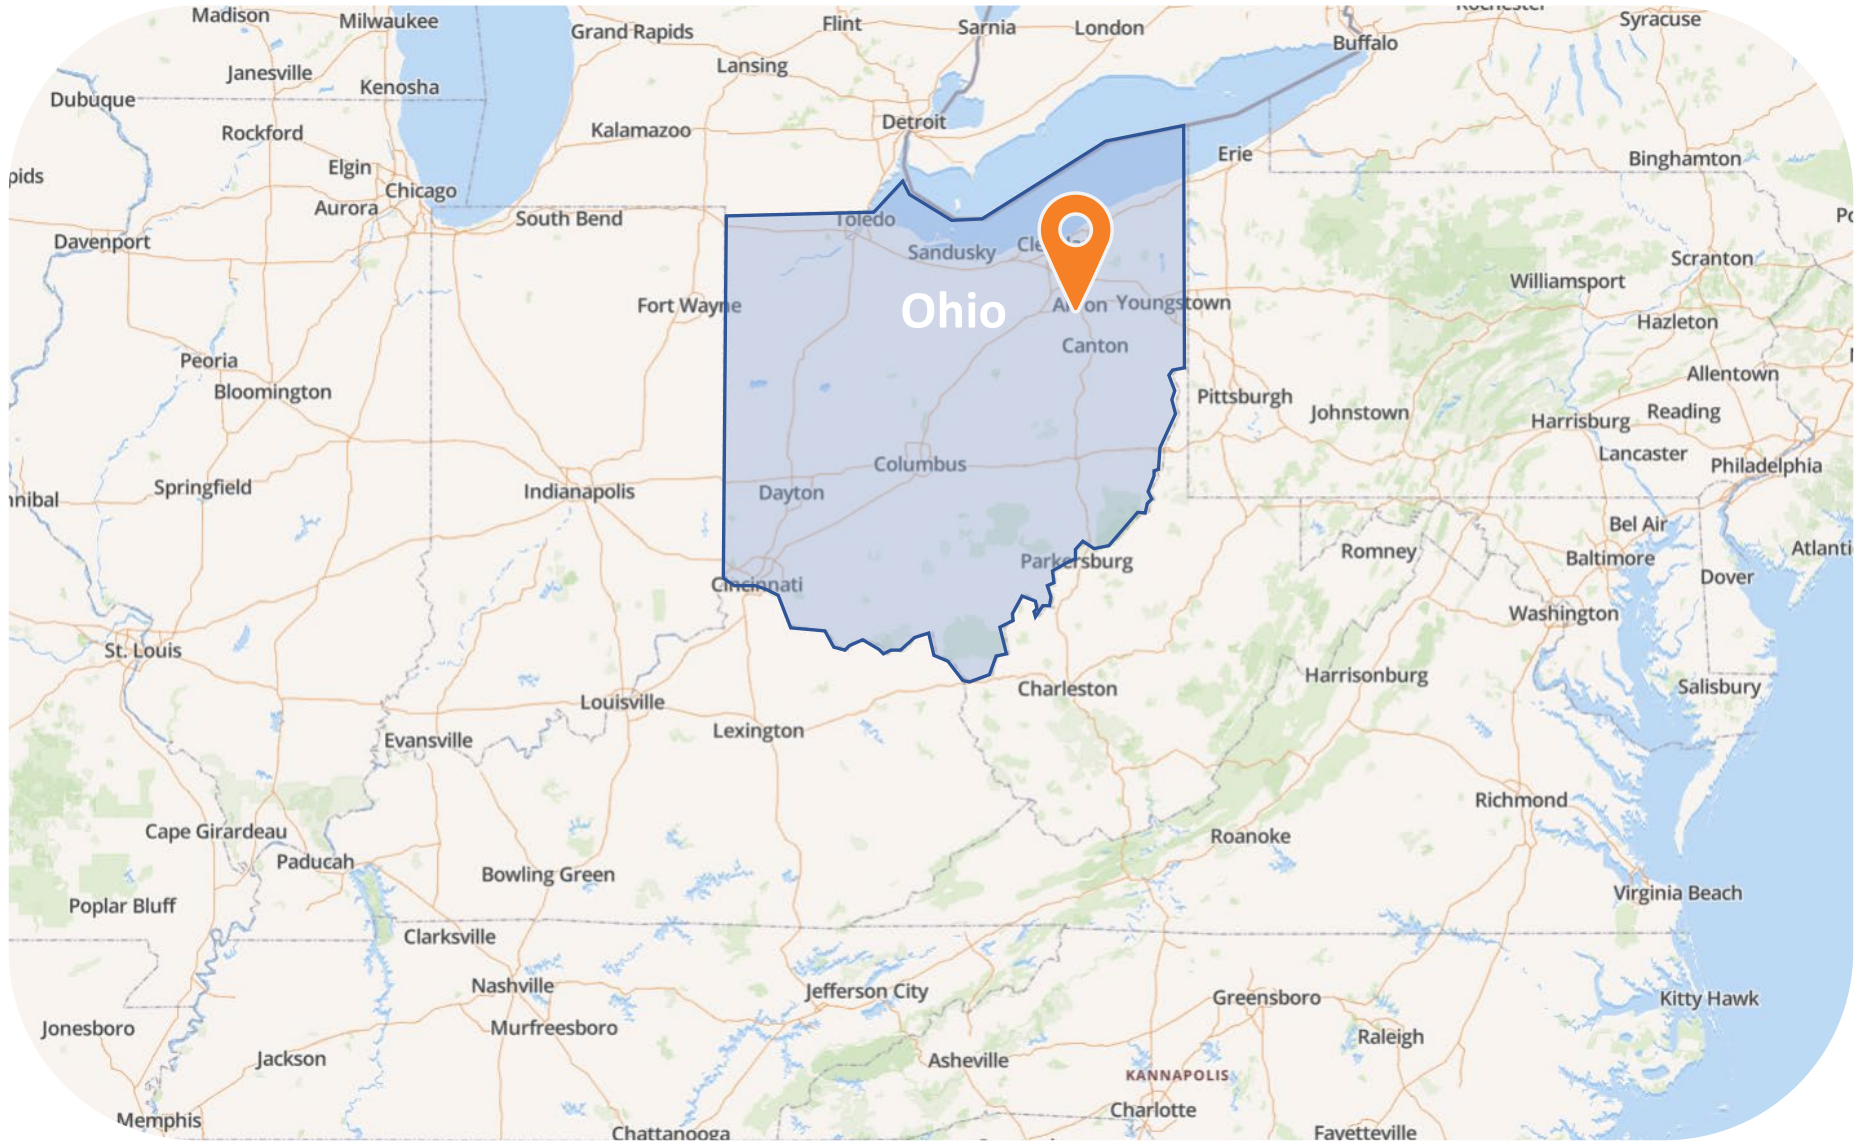 Madison
Milwaukee
Grand Rapids
Flint
Sarnia
London
Rochester
Syracuse
Buffalo
Janesville
Kenosha
Lansing
Dubuque
Detroit
Rockford
Kalamazoo
Elgin
Erie
Binghamton
pids
Chicago
Aurora
South Bend
Toledo
Davenport
Sandusky
Scranton
Williamsport
Fort Wayne
Ohio
Youngstown
Hazleton
Canton
Peoria
Allentown
Bloomington
Pittsburgh
Johnstown
Reading
Harrisburg
Lancaster
Columbus
Philadelphia
Springfield
Indianapolis
Dayton
nnibal
Bel Air
Romney
Baltimore
Atlanti
Parkersburg
Cincinnati
Dover
Washington
St. Louis
Harrisonburg
Charleston
Salisbury
Louisville
Lexington
Evansville
Richmond
Cape Girardeau
Roanoke
Paducah
Bowling Green
Virginia Beach
Poplar Bluff
Clarksville
Nashville
Jefferson City
Greensboro
Kitty Hawk
Jonesboro
Murfreesboro
Raleigh
Jackson
Asheville
KANNAPOLIS
Charlotte
Memphis
Chattanooga
Fayetteville